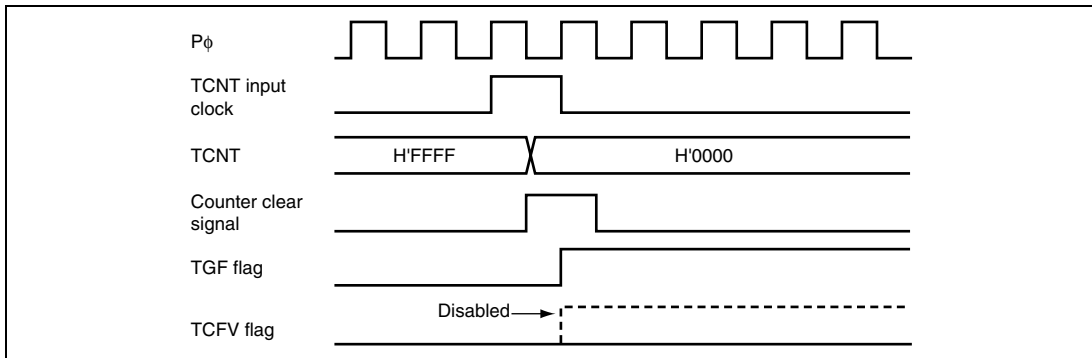 Pϕ
TCNT input
clock
TCNT
H'FFFF
H'0000
Counter clear
signal
TGF flag
Disabled
TCFV flag